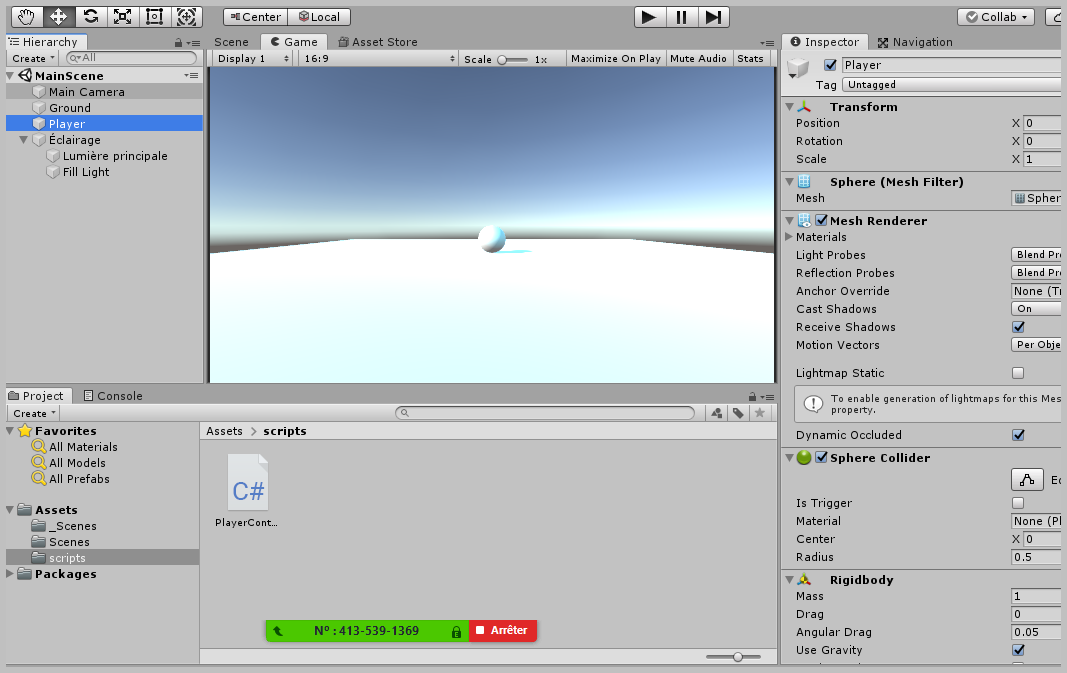 Center
Local
Collab
Hierarchy
Scene
Game
Asset Store
Inspector
Navigation
Create
All
Display 1
16:9
Scale
1x
Maximize On Play
Mute Audio
Stats
MainScene
Main Camera
Ground
Player
Éclairage
Lumière principale
Fill Light
Player
Tag Untagged
Transform
Position X 0
Rotation X 0
Scale X 1
Sphere (Mesh Filter)
Mesh Spher
Mesh Renderer
Materials
Light Probes Blend Pr
Reflection Probes Blend Pr
Anchor Override None (T
Cast Shadows On
Receive Shadows
Motion Vectors Per Obje
Lightmap Static
To enable generation of lightmaps for this Mes
property.
Dynamic Occluded
Sphere Collider
Ec
Is Trigger
Material None (P
Center X 0
Radius 0.5
Rigidbody
Mass 1
Drag 0
Angular Drag 0.05
Use Gravity
Project
Console
Create
Favorites
All Materials
All Models
All Prefabs
Assets
_Scenes
Scenes
scripts
Packages
Assets > scripts
C#
PlayerCont...
N° : 413-539-1369
Arrêter